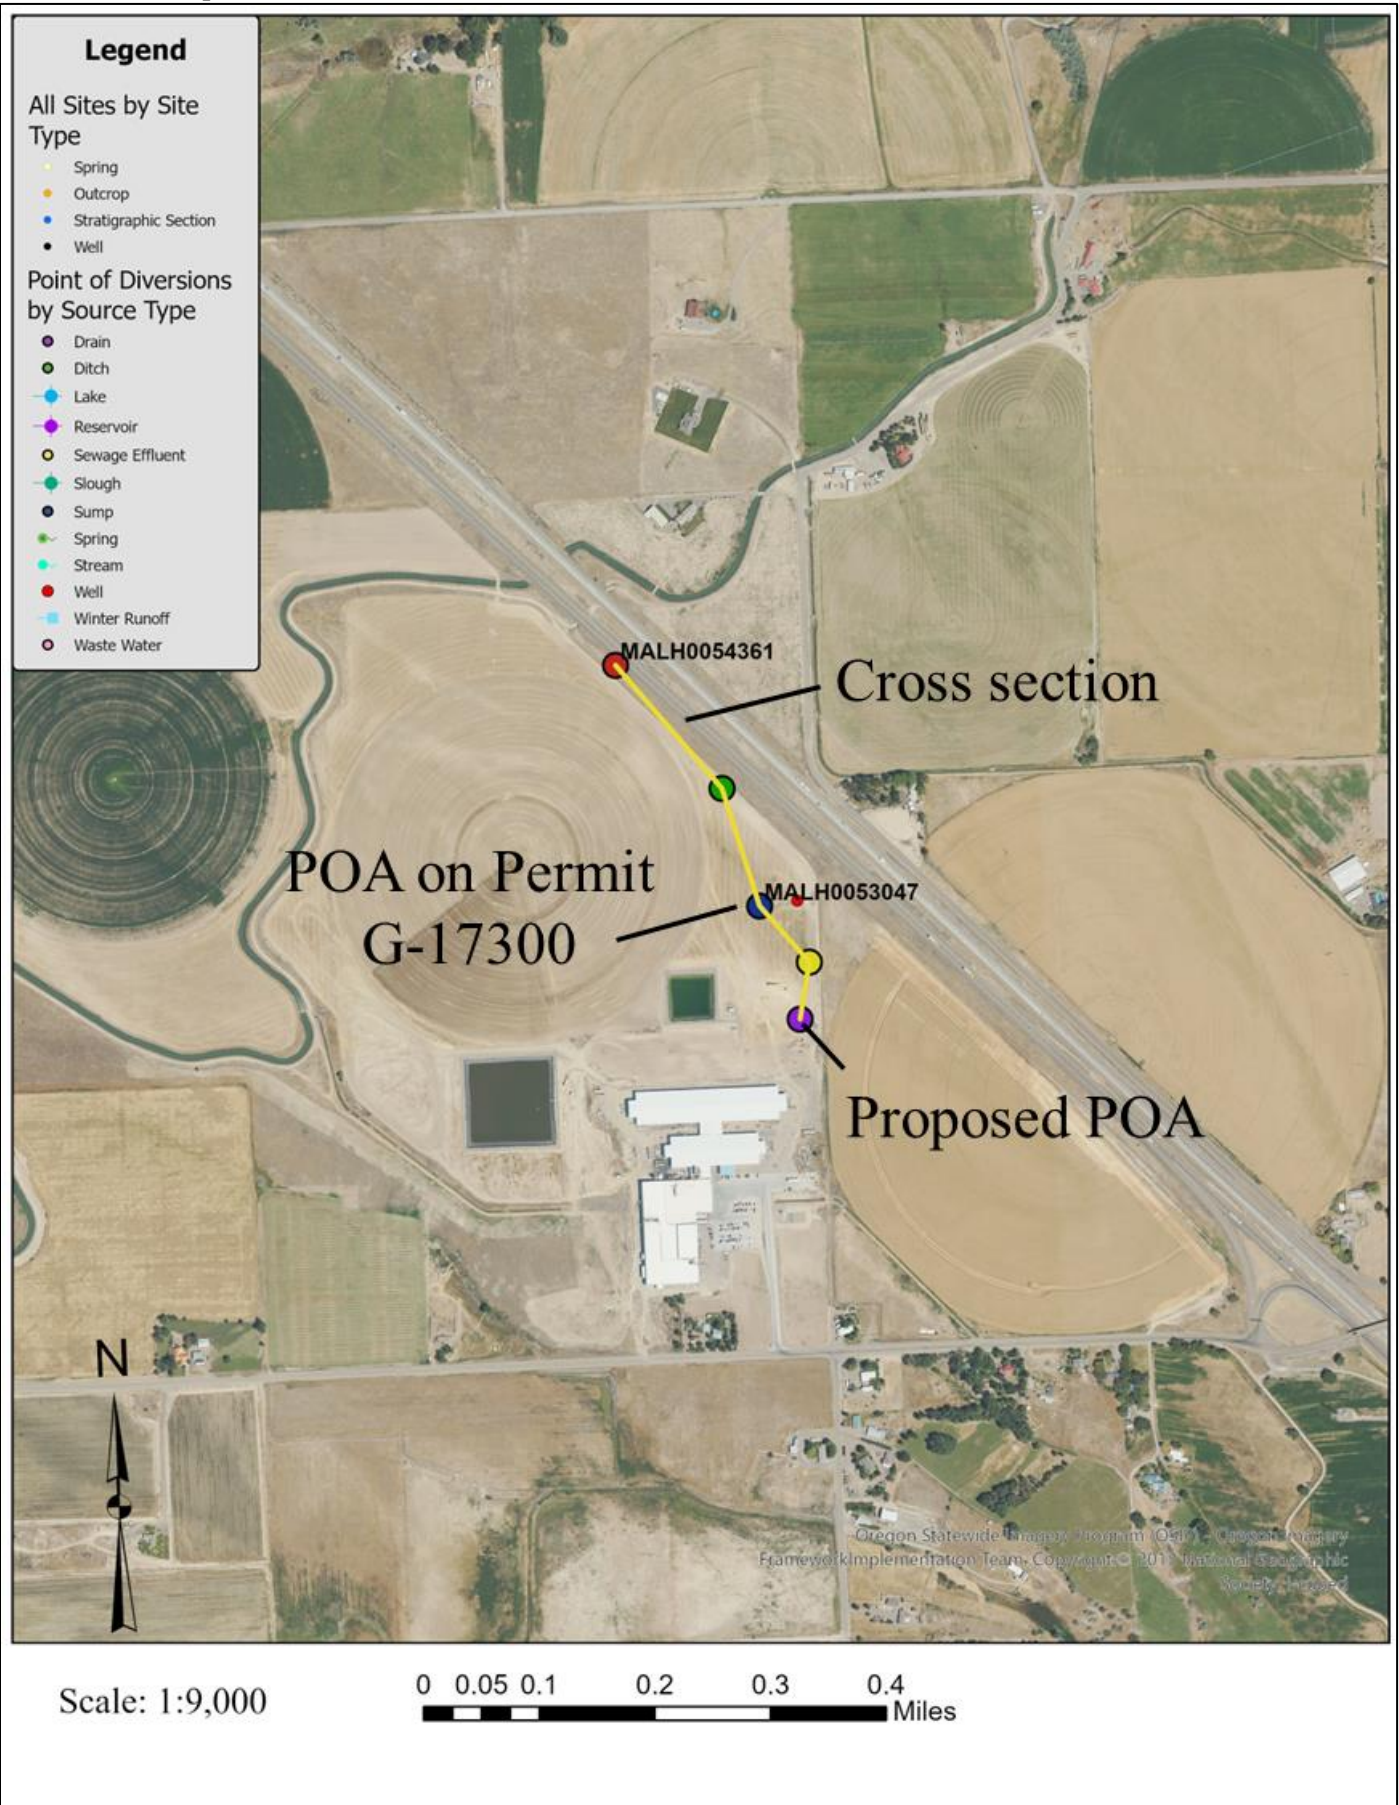 Legend
All Sites by Site
Type
Spring
Outcrop
Stratigraphic Section
Well
Point of Diversions
by Source Type
Drain
Ditch
Lake
Reservoir
Sewage Effluent
Slough
Sump
Spring
Stream
Well
Winter Runoff
Waste Water
MALH0054361
Cross section
POA on Permit
G-17300
MALH0053047
Proposed POA
N
Oregon Statewide Imagery Program (OSIP) - Oregon Imagery
Framework Implementation Team, Copyright:© National Geographic
Society,
Scale: 1:9,000
0 0.05 0.1 0.2 0.3 0.4
Miles